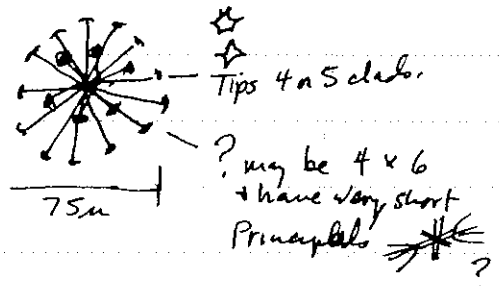 Tips 4 or 5 clads.
? may be 4 x 6
+ have very short
Principals
?
75u